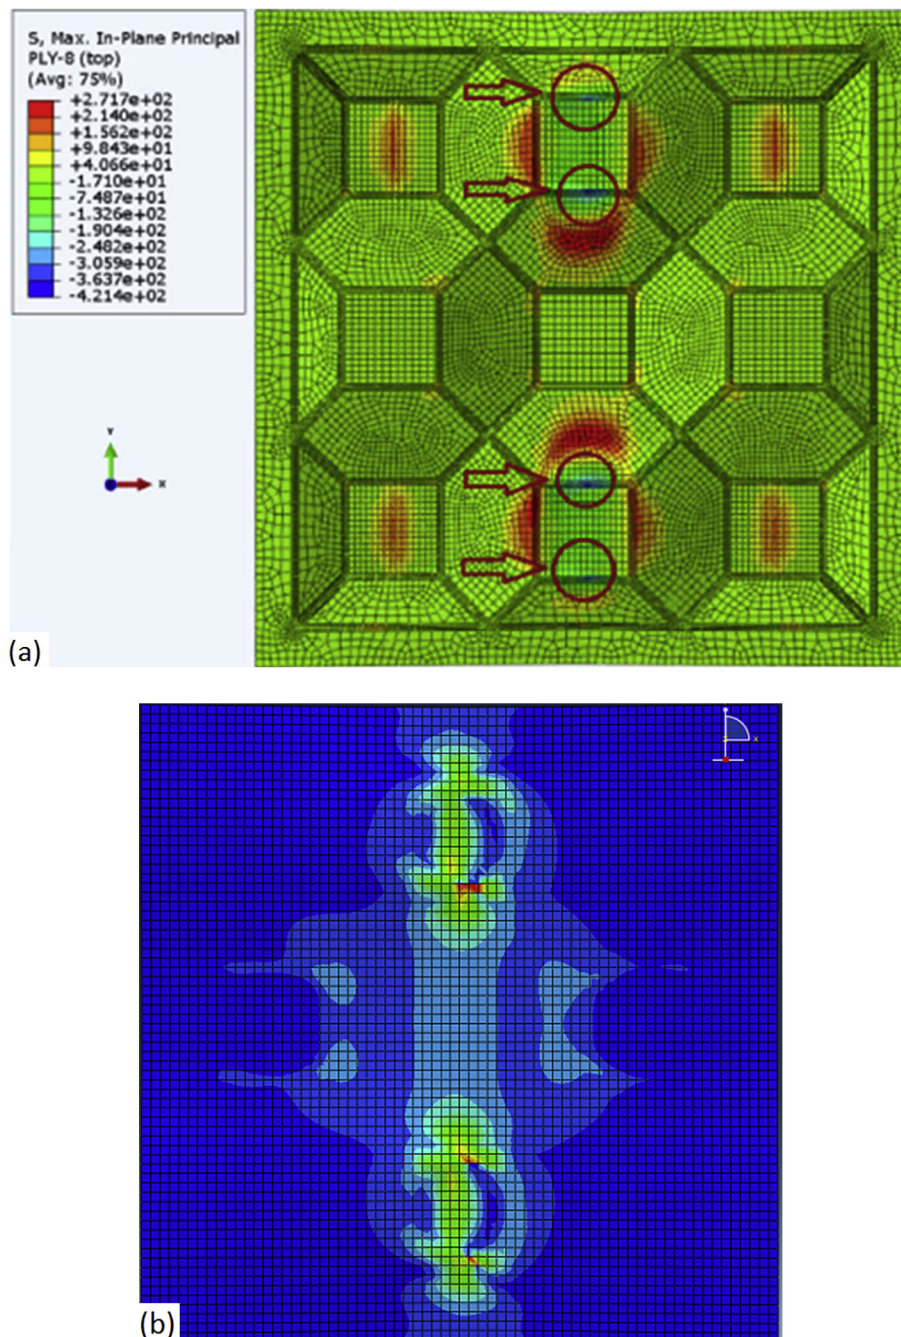 S, Max. In-Plane Principal
PLY-8 (top)
(Avg: 75%)
+2.717e+02
+2.140e+02
+1.562e+02
+9.843e+01
+4.066e+01
-1.710e+01
-7.487e+01
-1.326e+02
-1.904e+02
-2.482e+02
-3.059e+02
-3.637e+02
-4.214e+02
Y
X
(a)
X
(b)